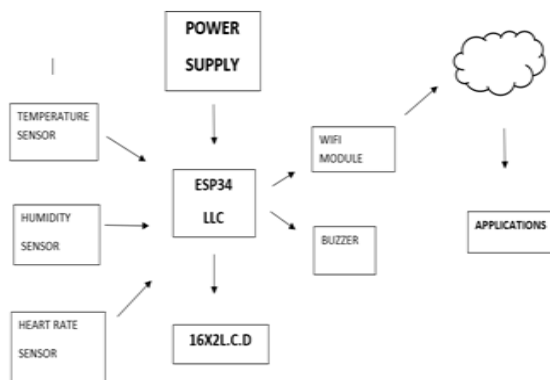 POWER
SUPPLY
TEMPERATURE
SENSOR
WIFI
MODULE
ESP34
LLC
HUMIDITY
SENSOR
BUZZER
APPLICATIONS
HEART RATE
SENSOR
16X2L.C.D